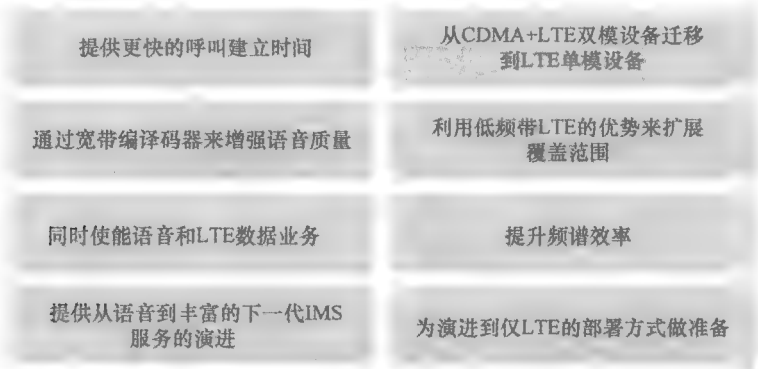 提供更快的呼叫建立时间
从CDMA+LTE双模设备迁移
到LTE单模设备
通过宽带编译码器来增强语音质量
利用低频带LTE的优势来扩展
覆盖范围
同时使能语音和LTE数据业务
提升频谱效率
提供从语音到丰富的下一代IMS
服务的演进
为演进到仅LTE的部署方式做准备